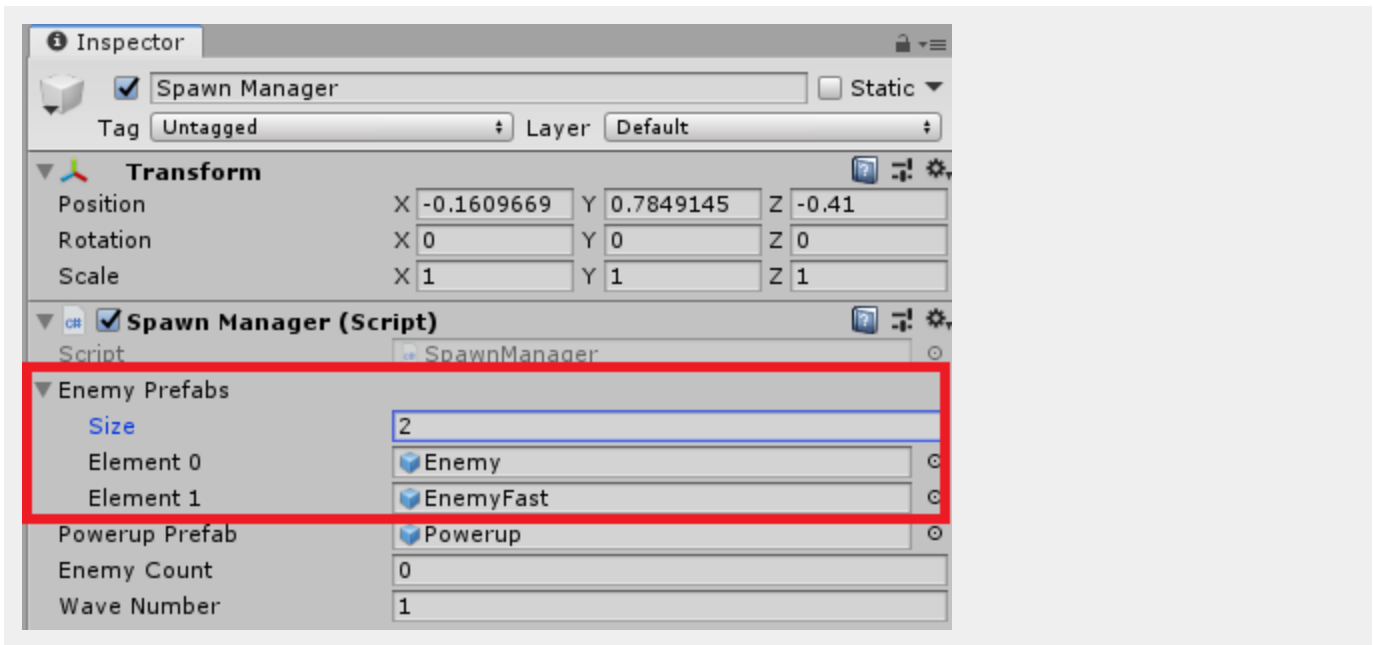 Inspector
Spawn Manager Static
Tag Untagged Layer Default
Transform
Position X -0.1609669 Y 0.7849145 Z -0.41
Rotation X 0 Y 0 Z 0
Scale X 1 Y 1 Z 1
C# Spawn Manager (Script)
Script SpawnManager
Enemy Prefabs
Size 2
Element 0 Enemy
Element 1 EnemyFast
Powerup Prefab Powerup
Enemy Count 0
Wave Number 1